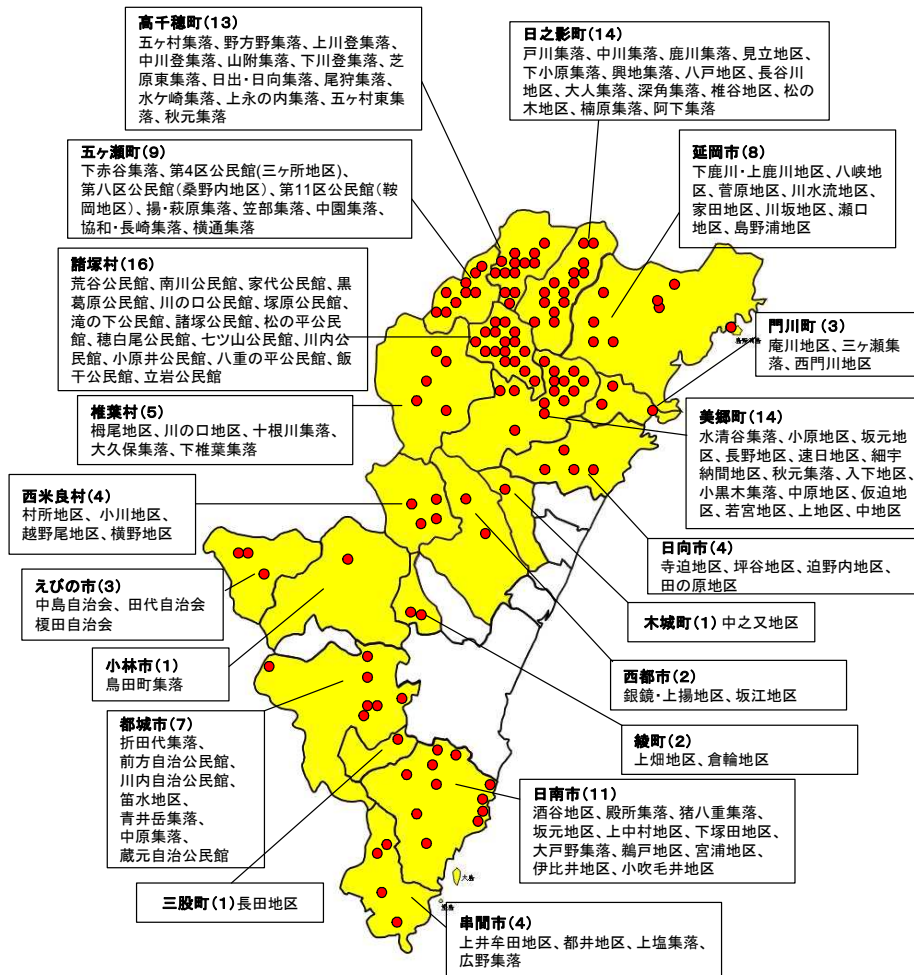 高千穂町(13)
五ヶ村集落、野方野集落、上川登集落、
中川登集落、山附集落、下川登集落、芝
原東集落、日出・日向集落、尾狩集落、
水ケ崎集落、上永の内集落、五ヶ村東集
落、秋元集落
日之影町(14)
戸川集落、中川集落、鹿川集落、見立地区、
下小原集落、興地集落、八戸地区、長谷川
地区、大人集落、深角集落、椎谷地区、松の
木地区、楠原集落、阿下集落
五ヶ瀬町(9)
下赤谷集落、第4区公民館(三ヶ所地区)、
第八区公民館(桑野内地区)、第11区公民館(鞍
岡地区)、揚・萩原集落、笠部集落、中園集落、
協和・長崎集落、横通集落
延岡市(8)
下鹿川・上鹿川地区、八峡地
区、菅原地区、川水流地区、
家田地区、川坂地区、瀬口
地区、島野浦地区
諸塚村(16)
荒谷公民館、南川公民館、家代公民館、黒
葛原公民館、川の口公民館、塚原公民館、
滝の下公民館、諸塚公民館、松の平公民
館、穂白尾公民館、七ツ山公民館、川内公
民館、小原井公民館、八重の平公民館、飯
干公民館、立岩公民館
門川町(3)
庵川地区、三ヶ瀬集
落、西門川地区
椎葉村(5)
栂尾地区、川の口地区、十根川集落、
大久保集落、下椎葉集落
美郷町(14)
水清谷集落、小原地区、坂元地
区、長野地区、速日地区、細宇
納間地区、秋元集落、入下地区、
小黒木集落、中原地区、仮迫地
区、若宮地区、上地区、中地区
西米良村(4)
村所地区、小川地区、
越野尾地区、横野地区
日向市(4)
寺迫地区、坪谷地区、迫野内地区、
田の原地区
えびの市(3)
中島自治会、田代自治会
榎田自治会
木城町(1) 中之又地区
小林市(1)
鳥田町集落
西都市(2)
銀鏡・上揚地区、坂江地区
都城市(7)
折田代集落、
前方自治公民館、
川内自治公民館、
笛水地区、
青井岳集落、
中原集落、
蔵元自治公民館
綾町(2)
上畑地区、倉輪地区
日南市(11)
酒谷地区、殿所集落、猪八重集落、
坂元地区、上中村地区、下塚田地区、
大戸野集落、鵜戸地区、宮浦地区、
伊比井地区、小吹毛井地区
大島
三股町(1) 長田地区
串間市(4)
上井牟田地区、都井地区、上塩集落、
広野集落